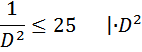 1/D² ≤ 25   |·D²